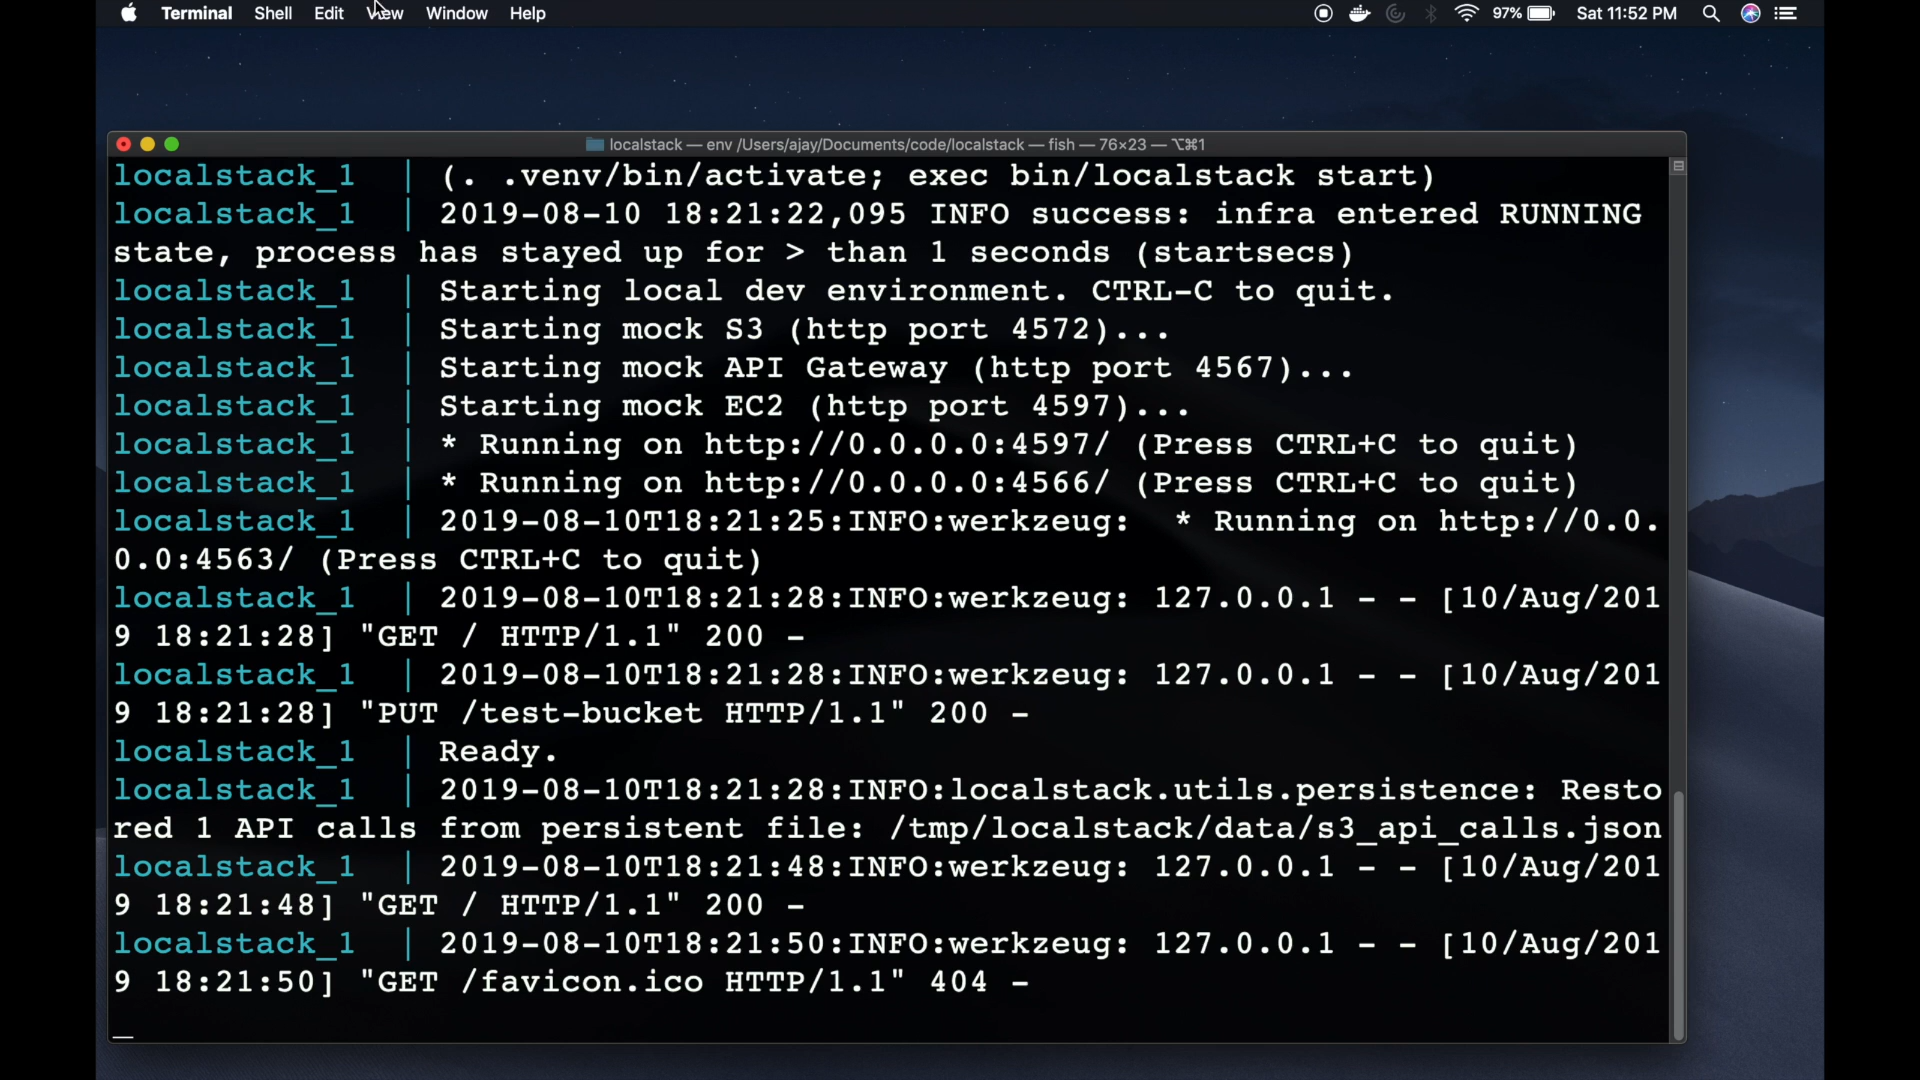 Terminal Shell Edit View Window Help 97% Sat 11:52 PM
localstack — env /Users/ajay/Documents/code/localstack — fish — 76×23 — ⌥⌘1
localstack_1 | (. .venv/bin/activate; exec bin/localstack start)
localstack_1 | 2019-08-10 18:21:22,095 INFO success: infra entered RUNNING
state, process has stayed up for > than 1 seconds (startsecs)
localstack_1 | Starting local dev environment. CTRL-C to quit.
localstack_1 | Starting mock S3 (http port 4572)...
localstack_1 | Starting mock API Gateway (http port 4567)...
localstack_1 | Starting mock EC2 (http port 4597)...
localstack_1 | * Running on http://0.0.0.0:4597/ (Press CTRL+C to quit)
localstack_1 | * Running on http://0.0.0.0:4566/ (Press CTRL+C to quit)
localstack_1 | 2019-08-10T18:21:25:INFO:werkzeug:  * Running on http://0.0.
0.0:4563/ (Press CTRL+C to quit)
localstack_1 | 2019-08-10T18:21:28:INFO:werkzeug: 127.0.0.1 - - [10/Aug/201
9 18:21:28] "GET / HTTP/1.1" 200 -
localstack_1 | 2019-08-10T18:21:28:INFO:werkzeug: 127.0.0.1 - - [10/Aug/201
9 18:21:28] "PUT /test-bucket HTTP/1.1" 200 -
localstack_1 | Ready.
localstack_1 | 2019-08-10T18:21:28:INFO:localstack.utils.persistence: Resto
red 1 API calls from persistent file: /tmp/localstack/data/s3_api_calls.json
localstack_1 | 2019-08-10T18:21:48:INFO:werkzeug: 127.0.0.1 - - [10/Aug/201
9 18:21:48] "GET / HTTP/1.1" 200 -
localstack_1 | 2019-08-10T18:21:50:INFO:werkzeug: 127.0.0.1 - - [10/Aug/201
9 18:21:50] "GET /favicon.ico HTTP/1.1" 404 -